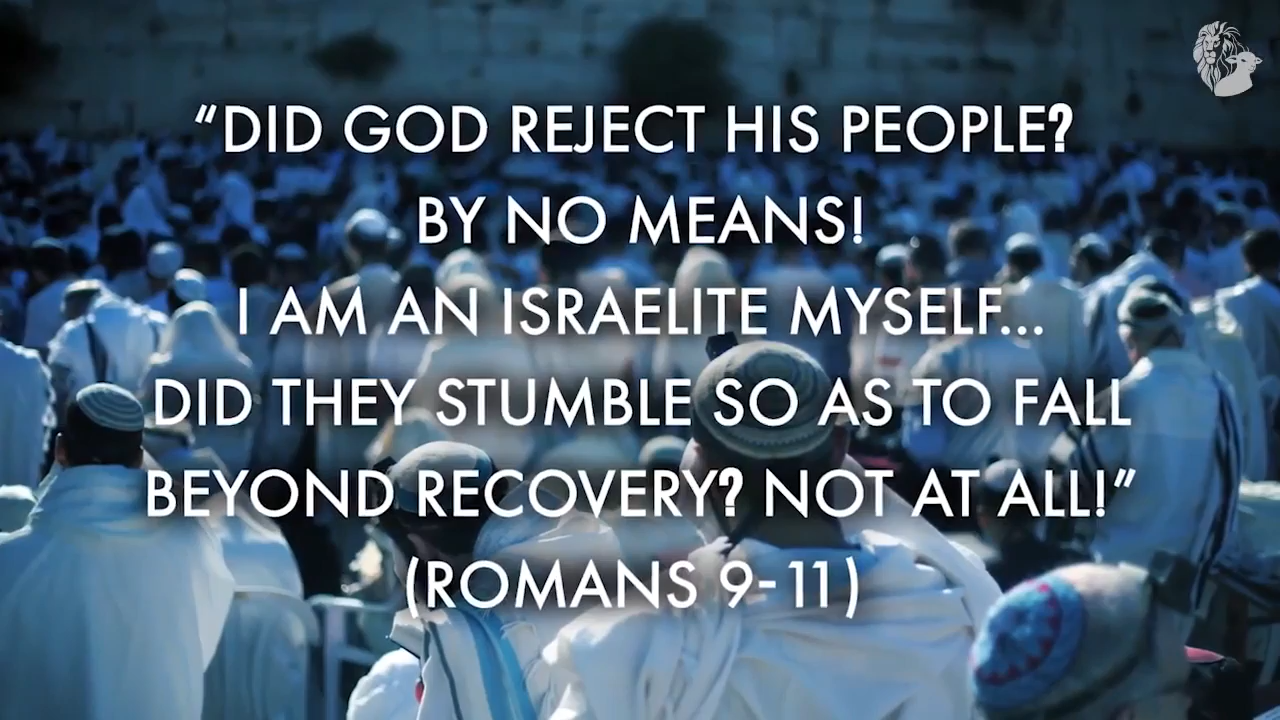 “DID GOD REJECT HIS PEOPLE?
BY NO MEANS!
I AM AN ISRAELITE MYSELF...
DID THEY STUMBLE SO AS TO FALL
BEYOND RECOVERY? NOT AT ALL!”
(ROMANS 9-11)